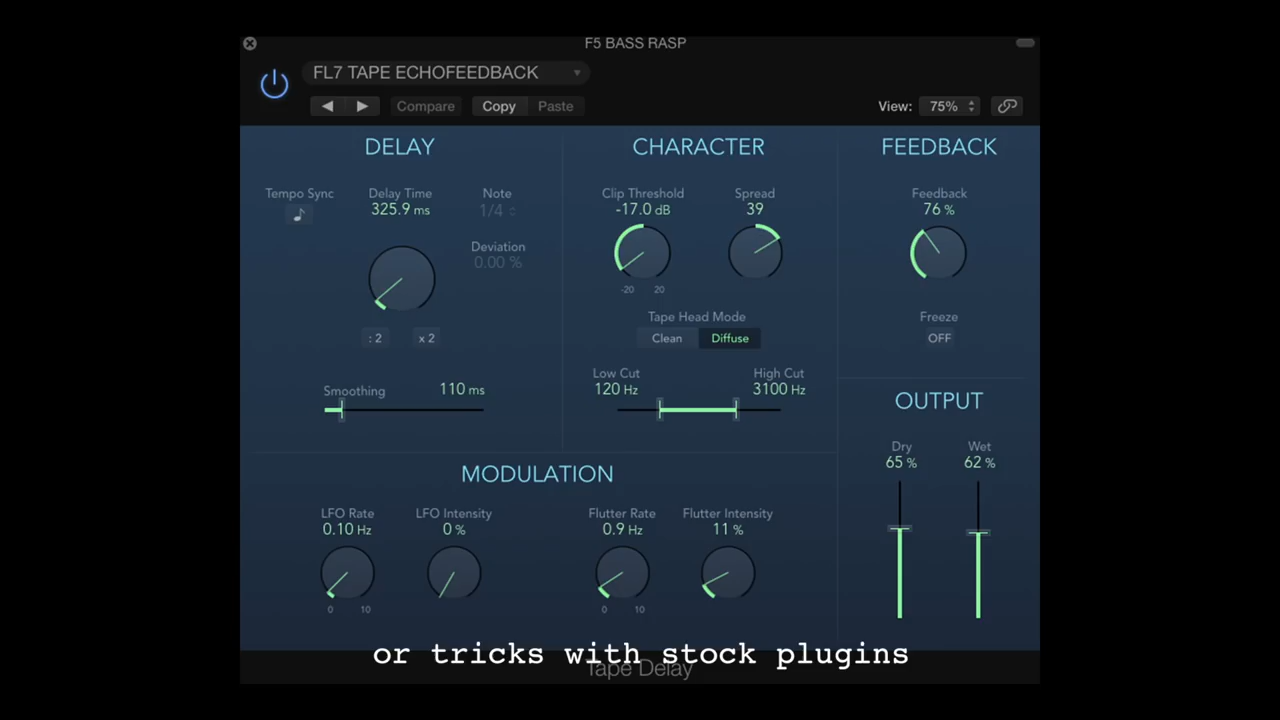 F5 BASS RASP
FL7 TAPE ECHOFEEDBACK
Compare Copy Paste View: 75%
DELAY CHARACTER FEEDBACK
Tempo Sync Delay Time Note Clip Threshold Spread Feedback
325.9 ms 1/4 -17.0 dB 39 76 %
Deviation
0.00 %
-20 20
Tape Head Mode Freeze
: 2 x 2 Clean Diffuse OFF
Low Cut High Cut
Smoothing 110 ms 120 Hz 3100 Hz
OUTPUT
Dry Wet
65 % 62 %
MODULATION
LFO Rate LFO Intensity Flutter Rate Flutter Intensity
0.10 Hz 0 % 0.9 Hz 11 %
0 10 0 10
or tricks with stock plugins
Tape Delay